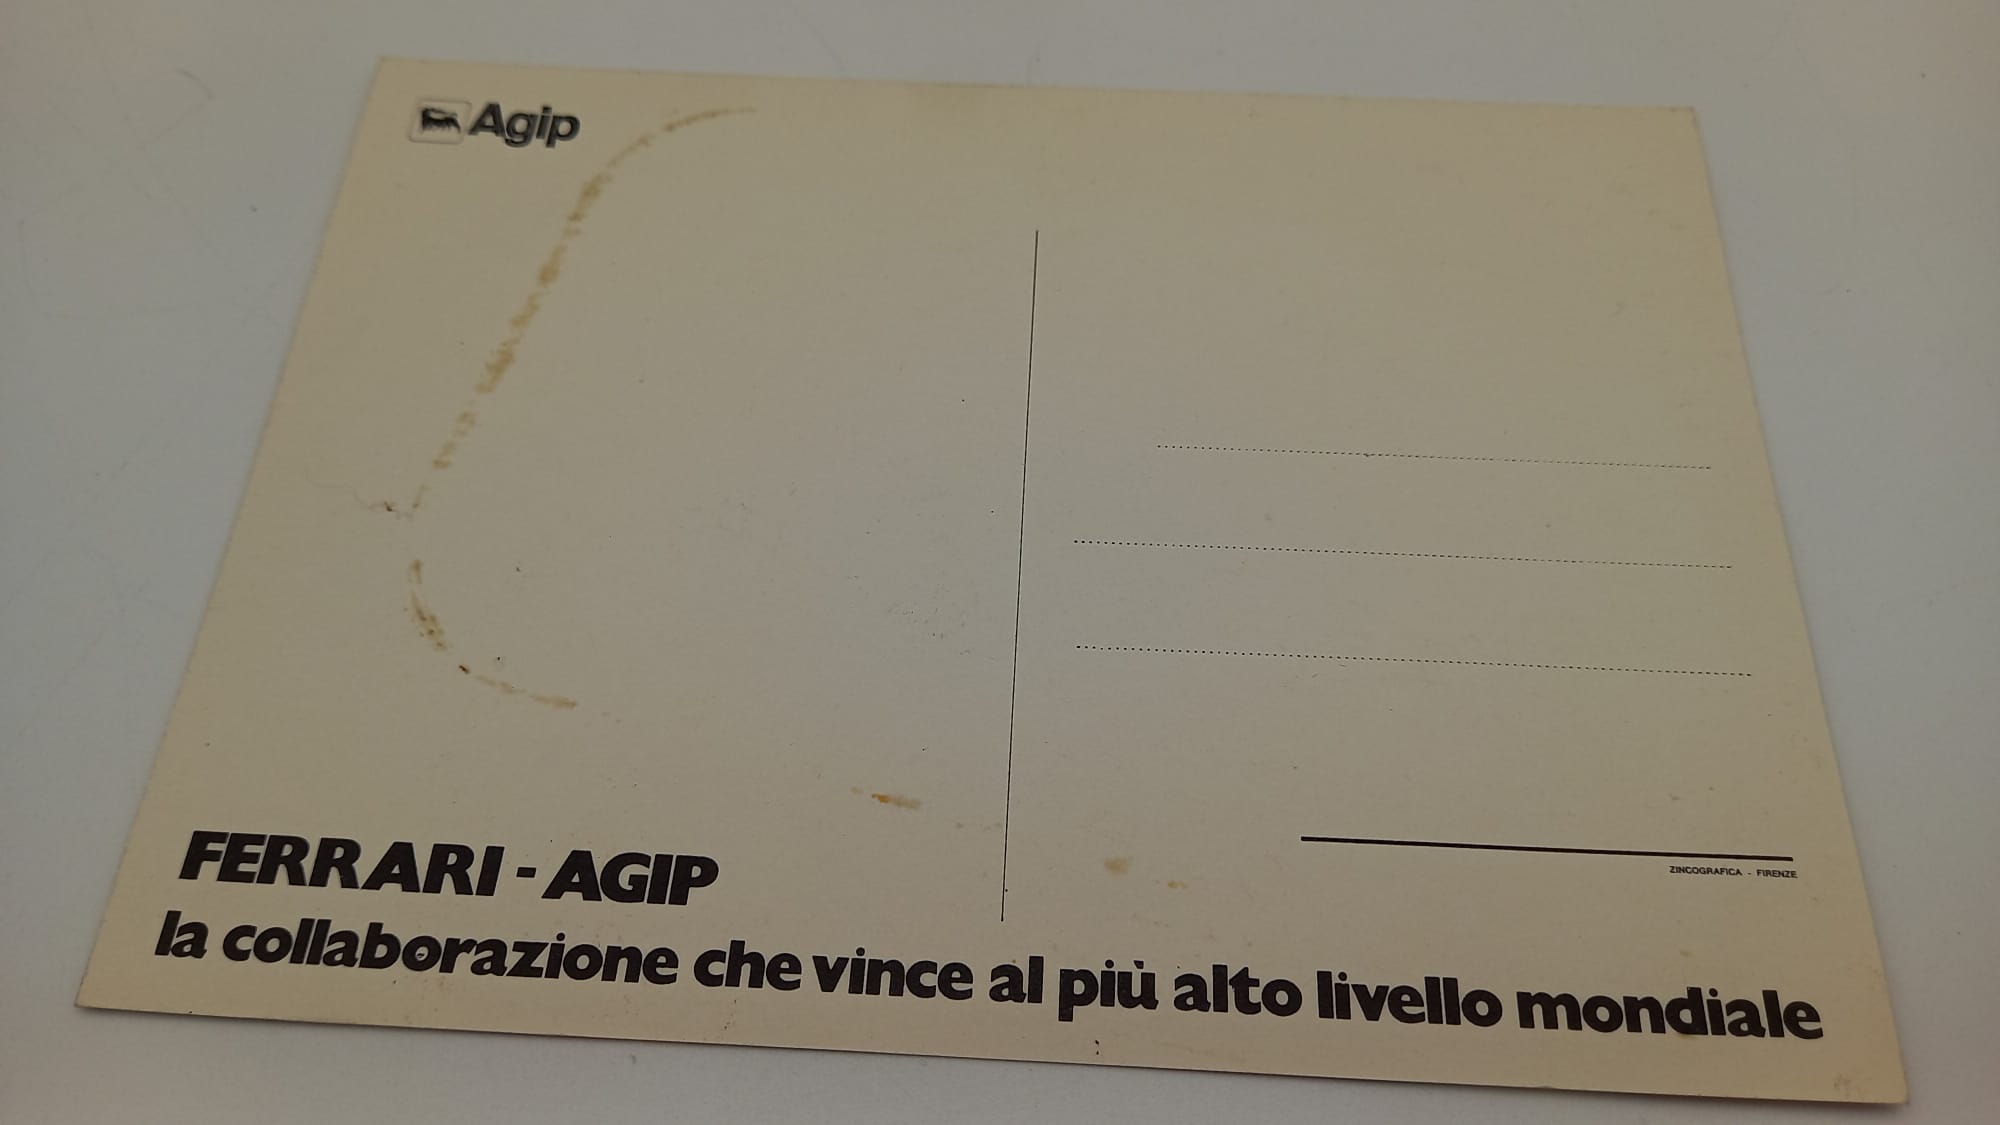 Agip
ZINCOGRAFICA - FIRENZE
FERRARI - AGIP
la collaborazione che vince al più alto livello mondiale